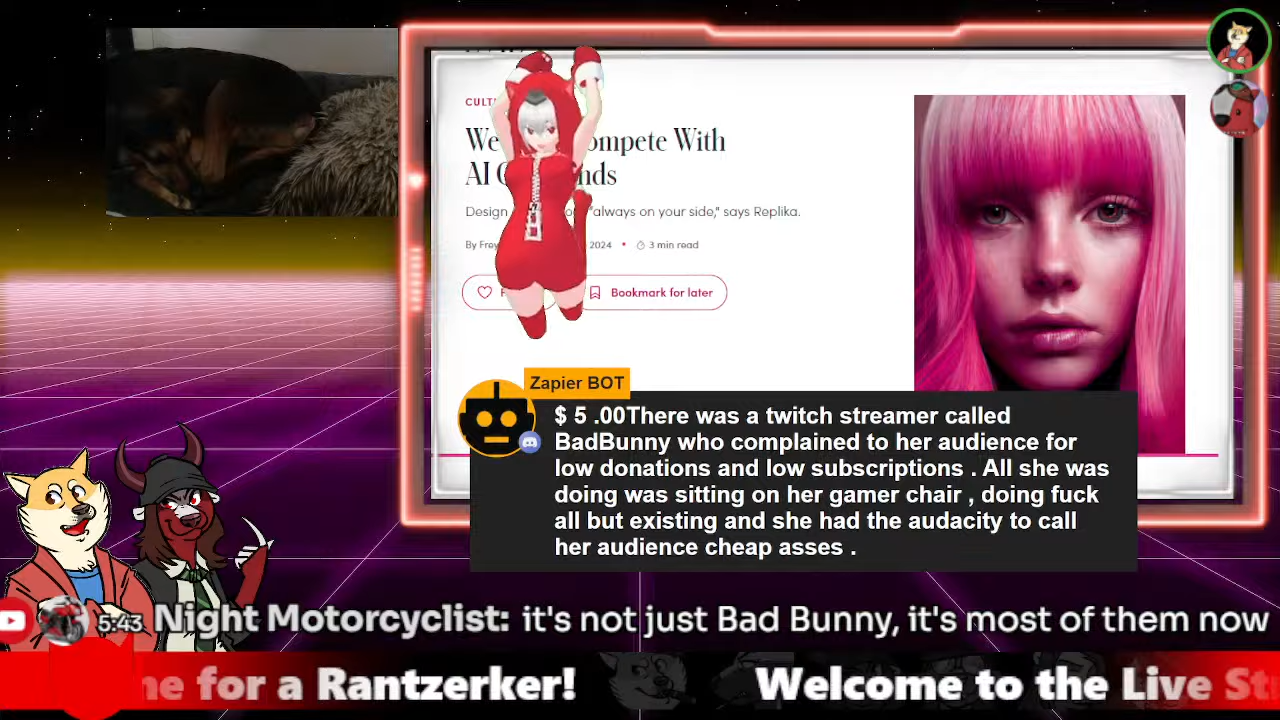 CULT
We ompete With
AI G nds
Design "always on your side," says Replika.
By Frey 2024 • 3 min read
Bookmark for later
Zapier BOT
$ 5 .00There was a twitch streamer called
BadBunny who complained to her audience for
low donations and low subscriptions . All she was
doing was sitting on her gamer chair , doing fuck
all but existing and she had the audacity to call
her audience cheap asses .
5:43 Night Motorcyclist: it's not just Bad Bunny, it's most of them now
ne for a Rantzerker! Welcome to the Live St